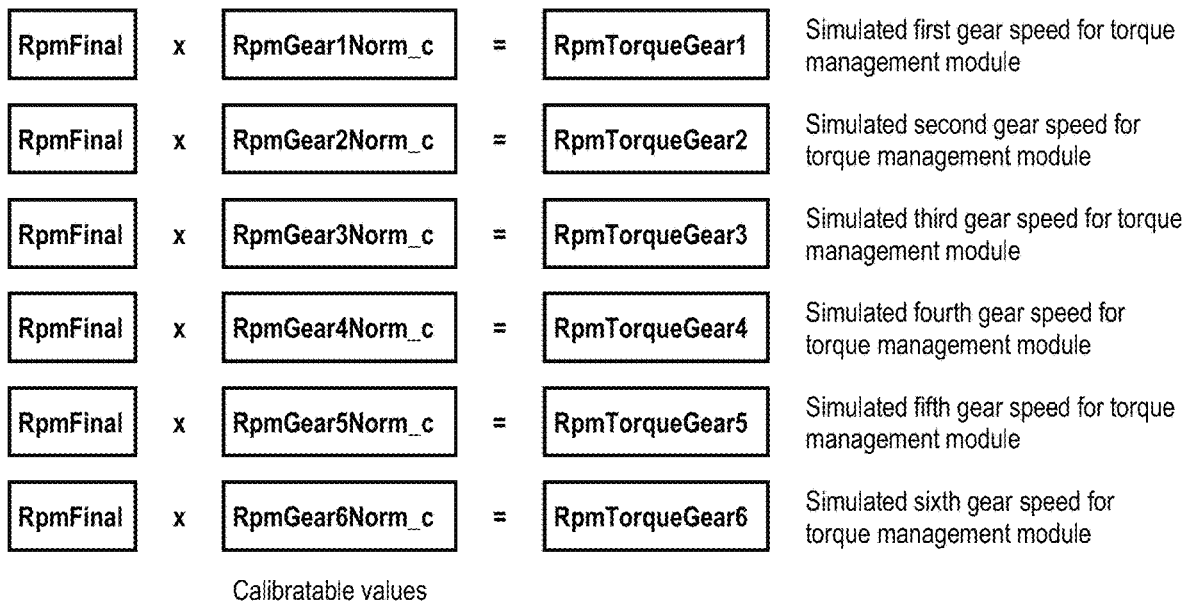 RpmFinal x RpmGear1Norm_c = RpmTorqueGear1 Simulated first gear speed for torque
management module
RpmFinal x RpmGear2Norm_c = RpmTorqueGear2 Simulated second gear speed for
torque management module
RpmFinal x RpmGear3Norm_c = RpmTorqueGear3 Simulated third gear speed for torque
management module
RpmFinal x RpmGear4Norm_c = RpmTorqueGear4 Simulated fourth gear speed for
torque management module
RpmFinal x RpmGear5Norm_c = RpmTorqueGear5 Simulated fifth gear speed for torque
management module
RpmFinal x RpmGear6Norm_c = RpmTorqueGear6 Simulated sixth gear speed for
torque management module
Calibratable values